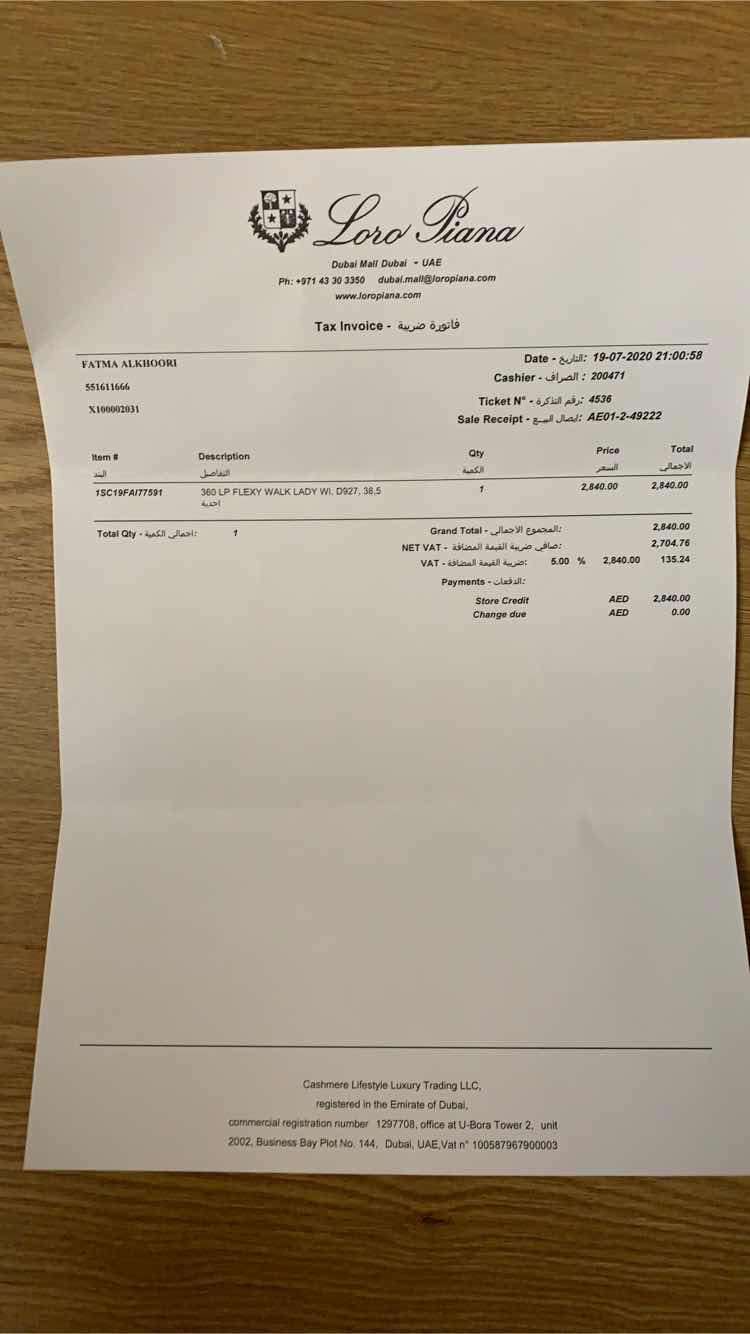 Loro Piana
Dubai Mall Dubai - UAE
Ph: +971 43 30 3350 dubai.mall@loropiana.com
www.loropiana.com
Tax Invoice - فاتورة ضريبة
FATMA ALKHOORI
551611666
X100002031
Date - التاريخ: 19-07-2020 21:00:58
Cashier - الصراف : 200471
Ticket N° - رقم التذكرة: 4536
Sale Receipt - إيصال البيـع: AE01-2-49222
Item # Description Qty Price Total
البند التفاصيل الكمية السعر الاجمالي
1SC19FAI77591 360 LP FLEXY WALK LADY WI, D927, 38,5 1 2,840.00 2,840.00
احذية
Total Qty - اجمالى الكمية: 1
Grand Total - المجموع الاجمالي: 2,840.00
NET VAT - صافي ضريبة القيمة المضافة: 2,704.76
VAT - ضريبة القيمة المضافة: 5.00 % 2,840.00 135.24
Payments - الدفعات:
Store Credit AED 2,840.00
Change due AED 0.00
Cashmere Lifestyle Luxury Trading LLC,
registered in the Emirate of Dubai,
commercial registration number 1297708, office at U-Bora Tower 2, unit
2002, Business Bay Plot No. 144, Dubai, UAE,Vat n° 100587967900003